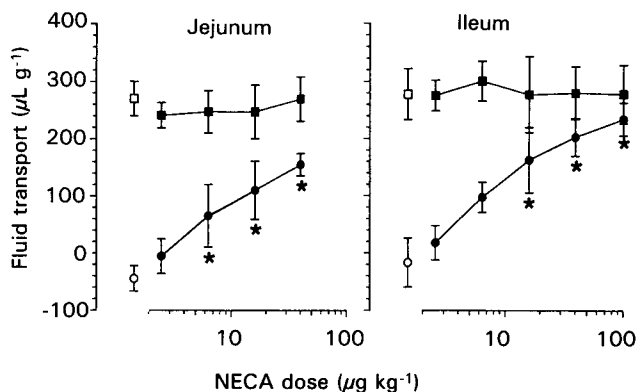 Jejunum
Ileum
Fluid transport (µL g-1)
400
300
200
100
0
-100
* * *
* * *
10 100
10 100
NECA dose (µg kg-1)